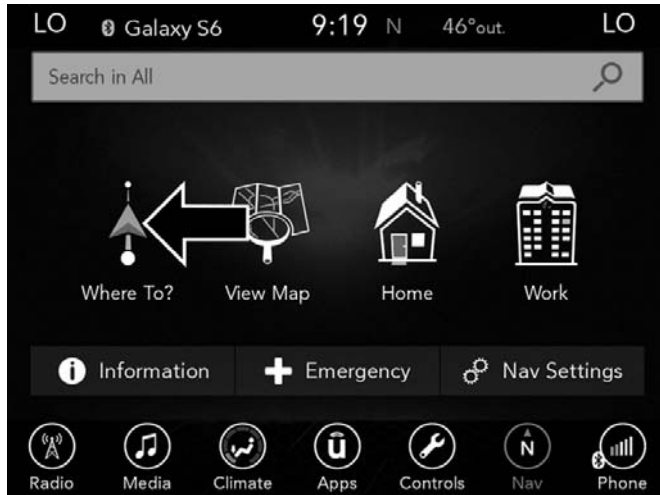 LO Galaxy S6 9:19 N 46°out. LO
Search in All
Where To? View Map Home Work
Information Emergency Nav Settings
Radio Media Climate Apps Controls Nav Phone